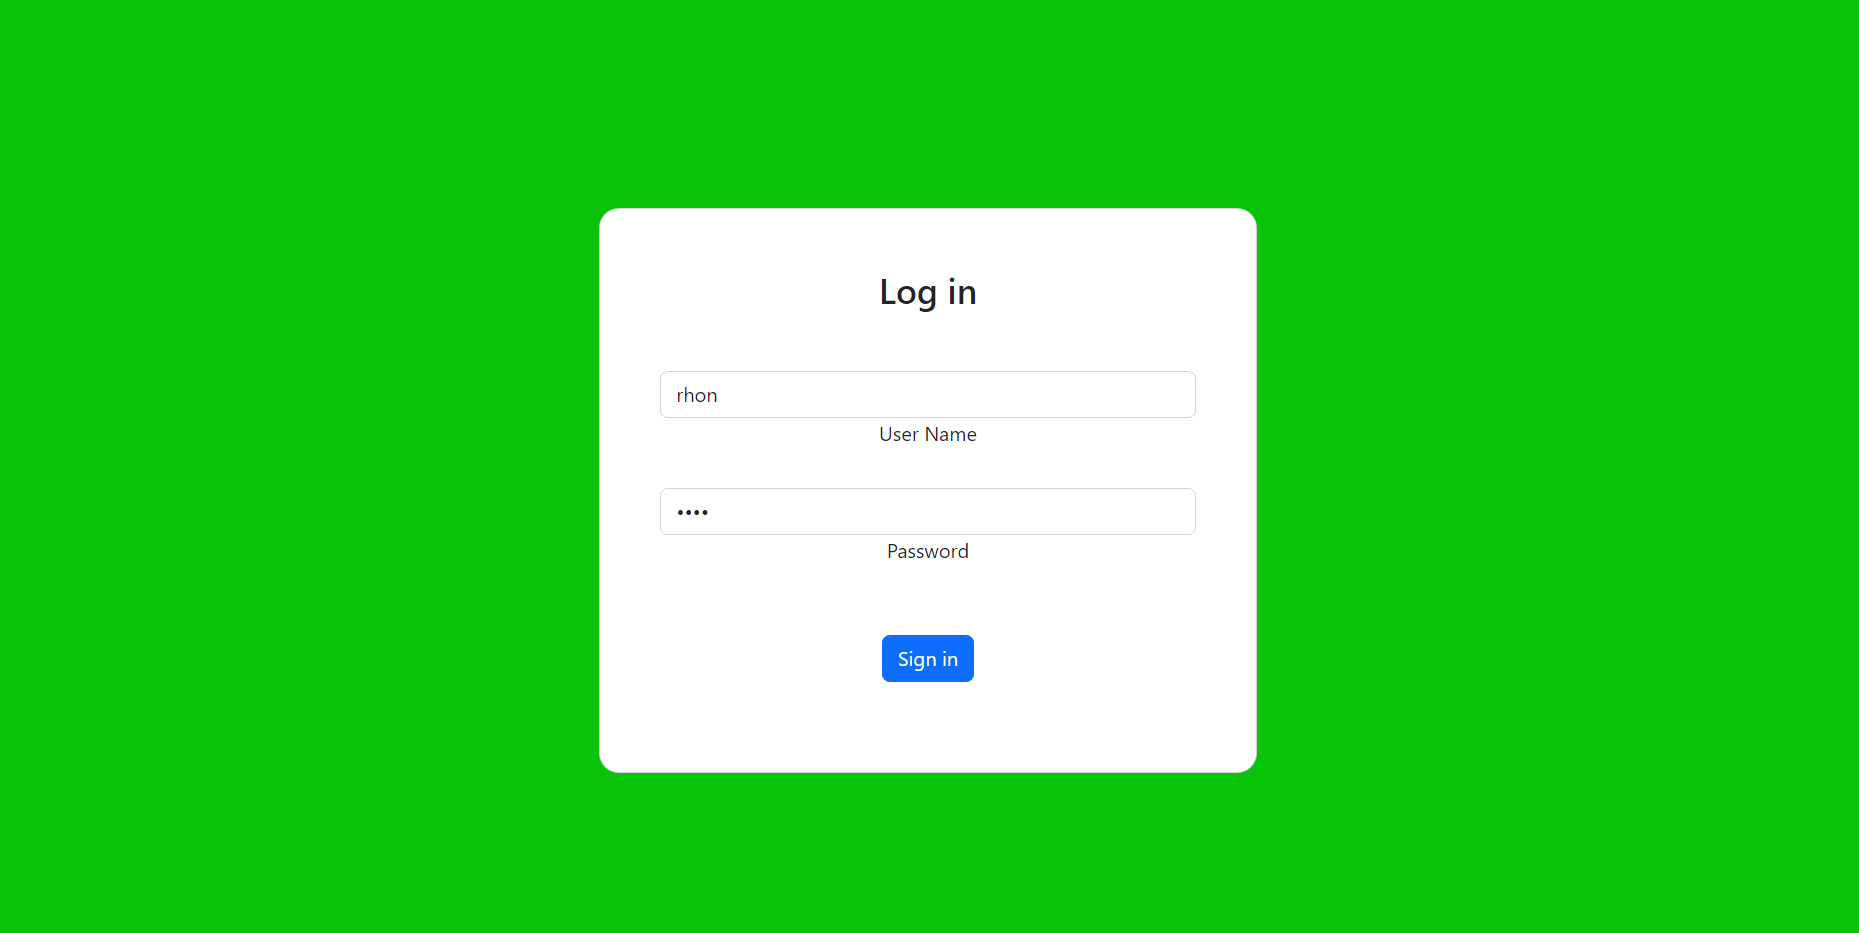 Log in
rhon
User Name
••••
Password
Sign in